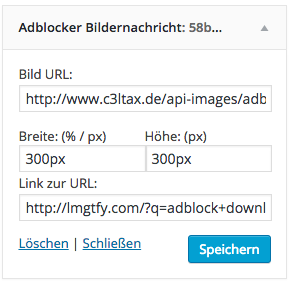 Adblocker Bildernachricht: 58b...
Bild URL:
http://www.c3ltax.de/api-images/adb
Breite: (% / px) Höhe: (px)
300px 300px
Link zur URL:
http://lmgtfy.com/?q=adblock+downl
Löschen | Schließen Speichern